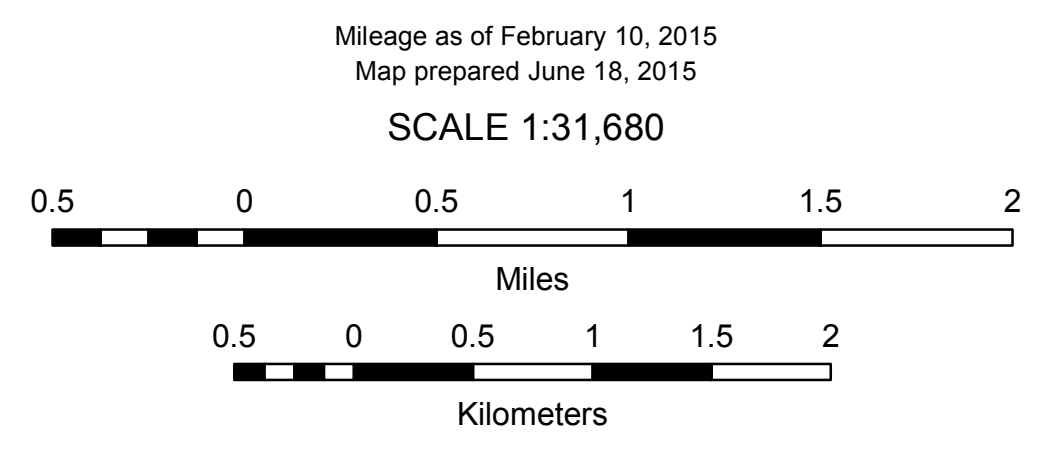 Mileage as of February 10, 2015
Map prepared June 18, 2015
SCALE 1:31,680
0.5 0 0.5 1 1.5 2
Miles
0.5 0 0.5 1 1.5 2
Kilometers